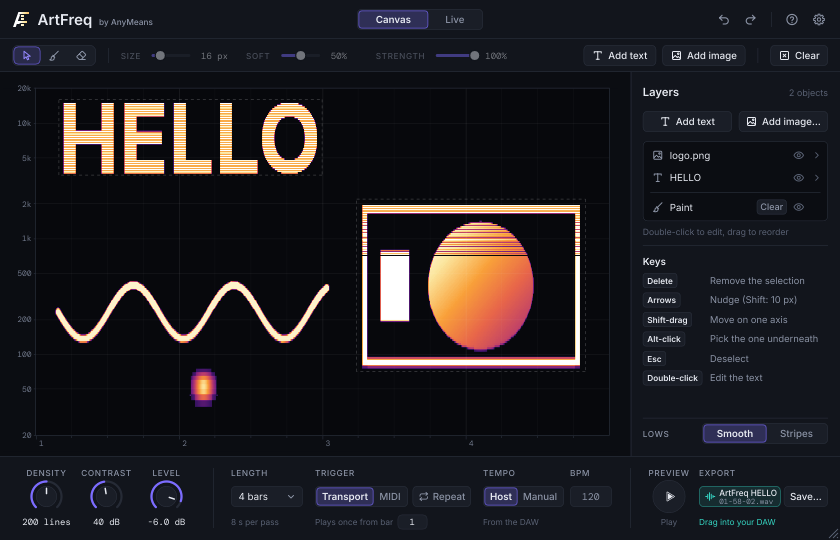 ArtFreq by AnyMeans
Canvas Live
SIZE 16 px SOFT 50% STRENGTH 100% Add text Add image Clear
20k
10k
5k
2k
1k
500
200
100
50
20
1 2 3 4
HELLO
Layers 2 objects
Add text Add image...
logo.png
HELLO
Paint Clear
Double-click to edit, drag to reorder
Keys
Delete Remove the selection
Arrows Nudge (Shift: 10 px)
Shift-drag Move on one axis
Alt-click Pick the one underneath
Esc Deselect
Double-click Edit the text
LOWS Smooth Stripes
DENSITY CONTRAST LEVEL LENGTH TRIGGER TEMPO BPM PREVIEW EXPORT
4 bars Transport MIDI Repeat Host Manual 120 ArtFreq HELLO
01-58-02.wav
Save...
200 lines 40 dB -6.0 dB 8 s per pass Plays once from bar 1 From the DAW Play Drag into your DAW